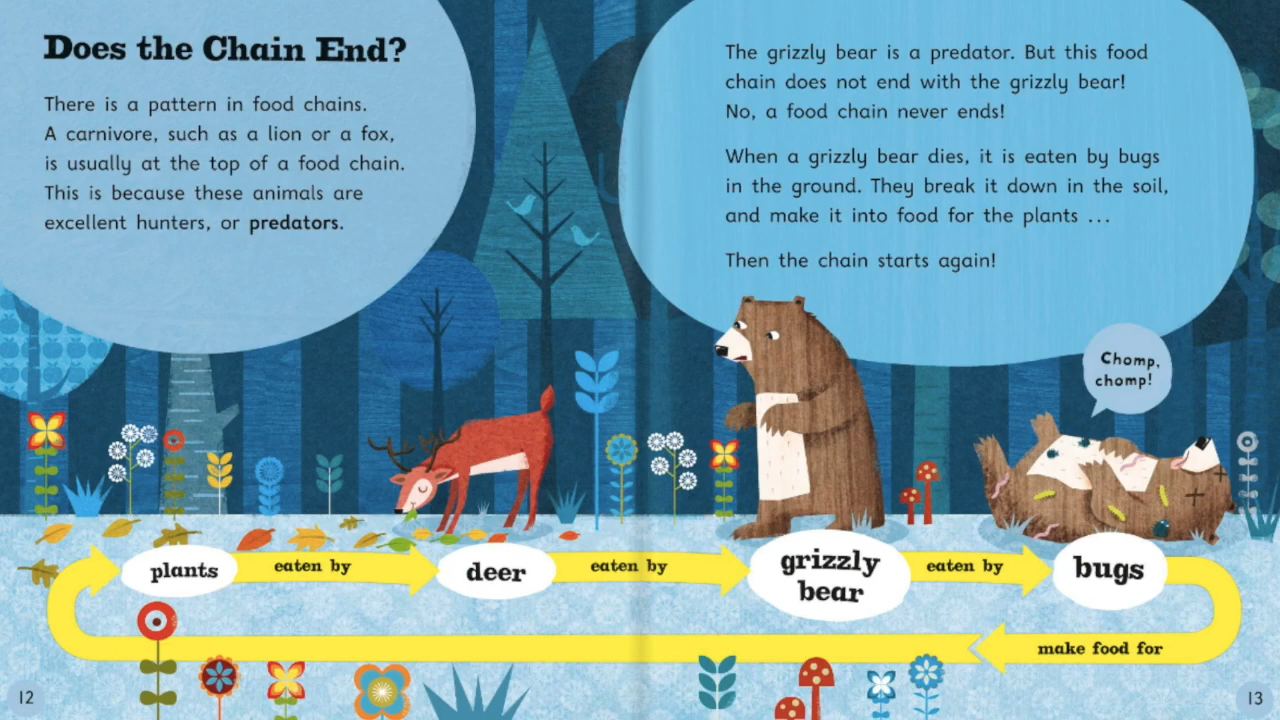 Does the Chain End?
There is a pattern in food chains.
A carnivore, such as a lion or a fox,
is usually at the top of a food chain.
This is because these animals are
excellent hunters, or predators.
The grizzly bear is a predator. But this food
chain does not end with the grizzly bear!
No, a food chain never ends!
When a grizzly bear dies, it is eaten by bugs
in the ground. They break it down in the soil,
and make it into food for the plants ...
Then the chain starts again!
Chomp,
chomp!
plants
eaten by
deer
eaten by
grizzly
bear
eaten by
bugs
make food for
12
13